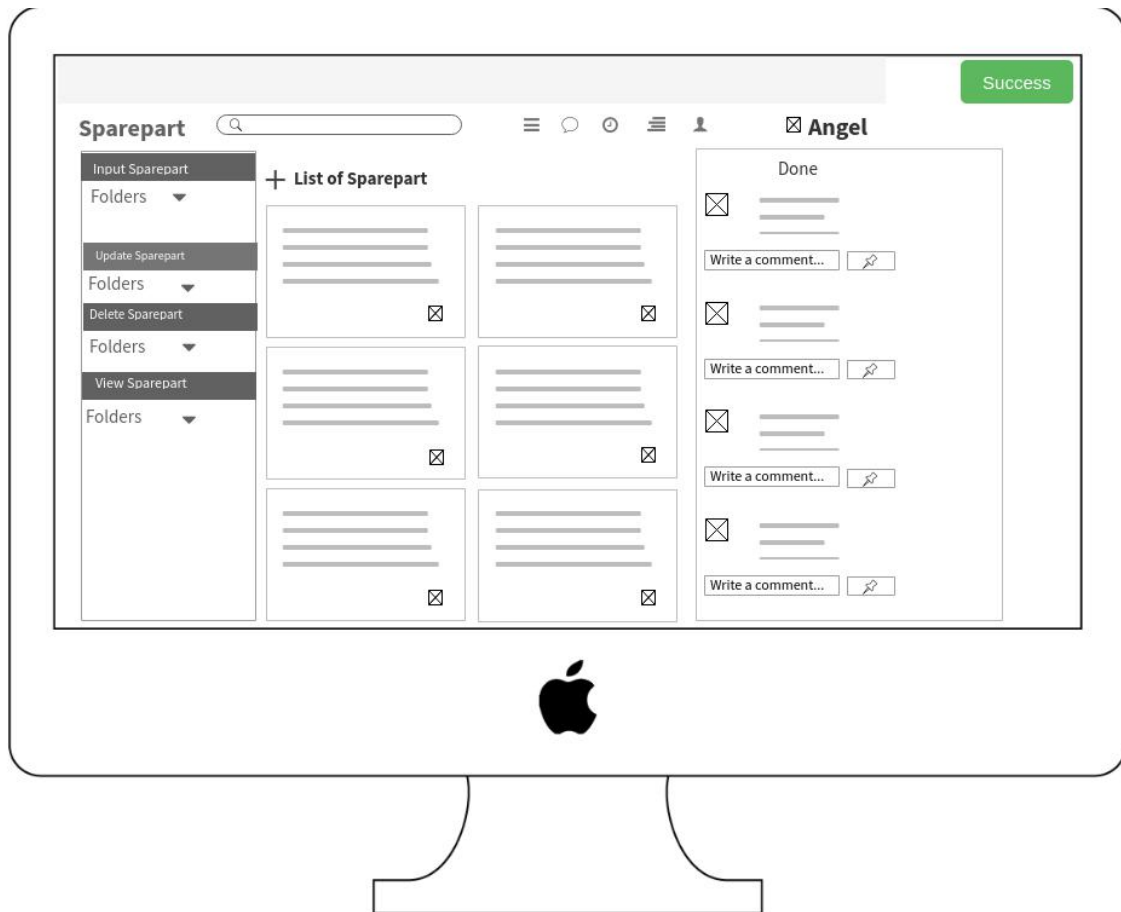 Success
Sparepart
Angel
Input Sparepart
Folders
Update Sparepart
Folders
Delete Sparepart
Folders
View Sparepart
Folders
List of Sparepart
Done
Write a comment...
Write a comment...
Write a comment...
Write a comment...